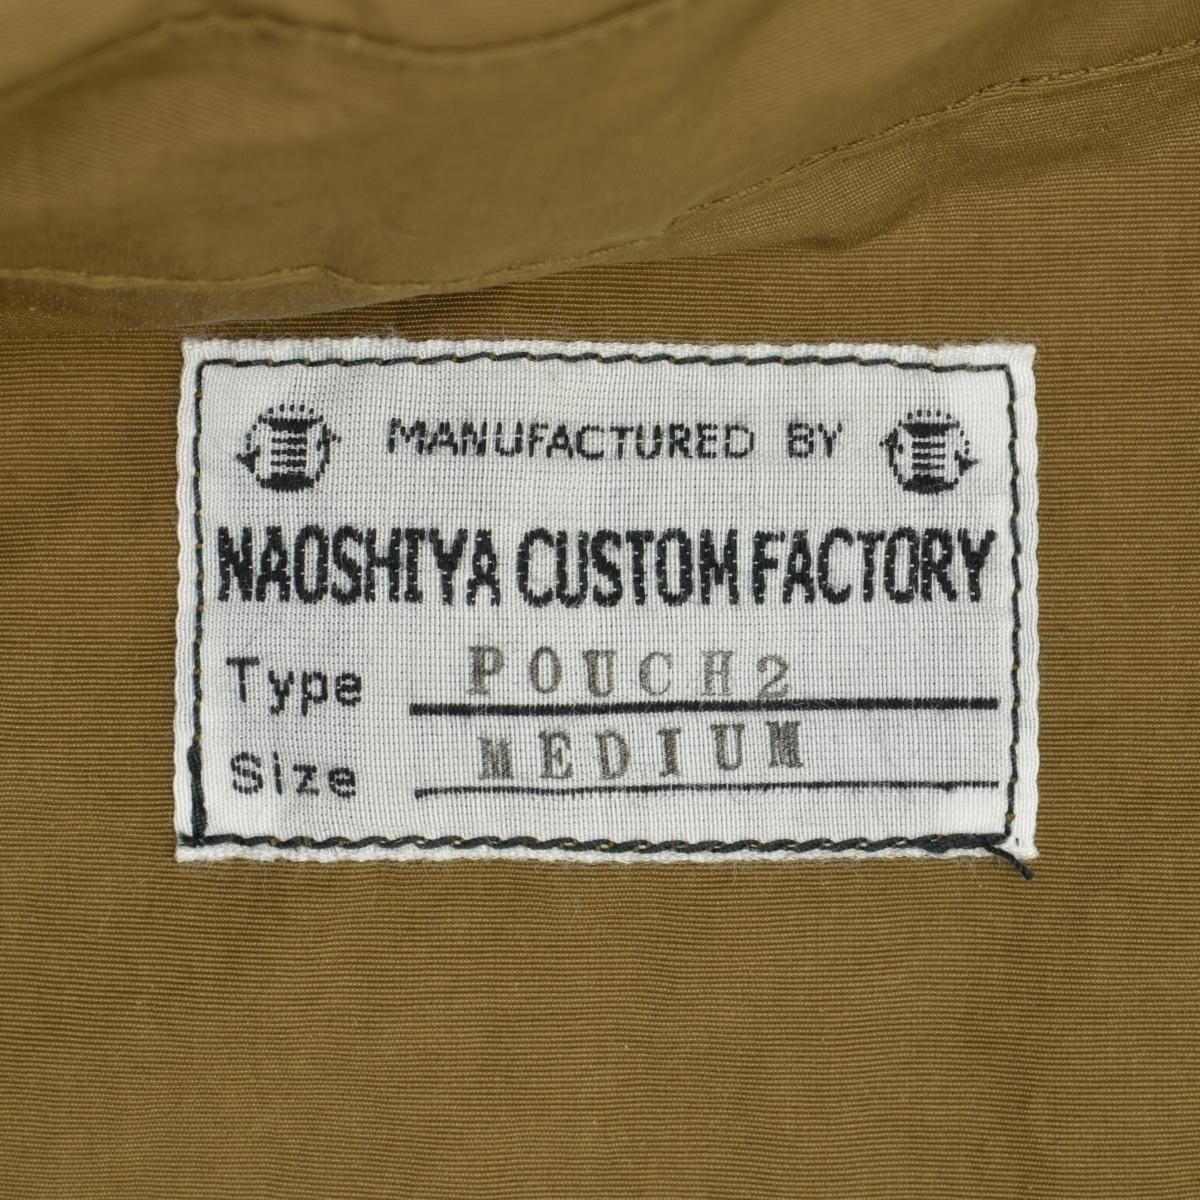 MANUFACTURED BY
NAOSHIYA CUSTOM FACTORY
Type POUCH2
Size MEDIUM